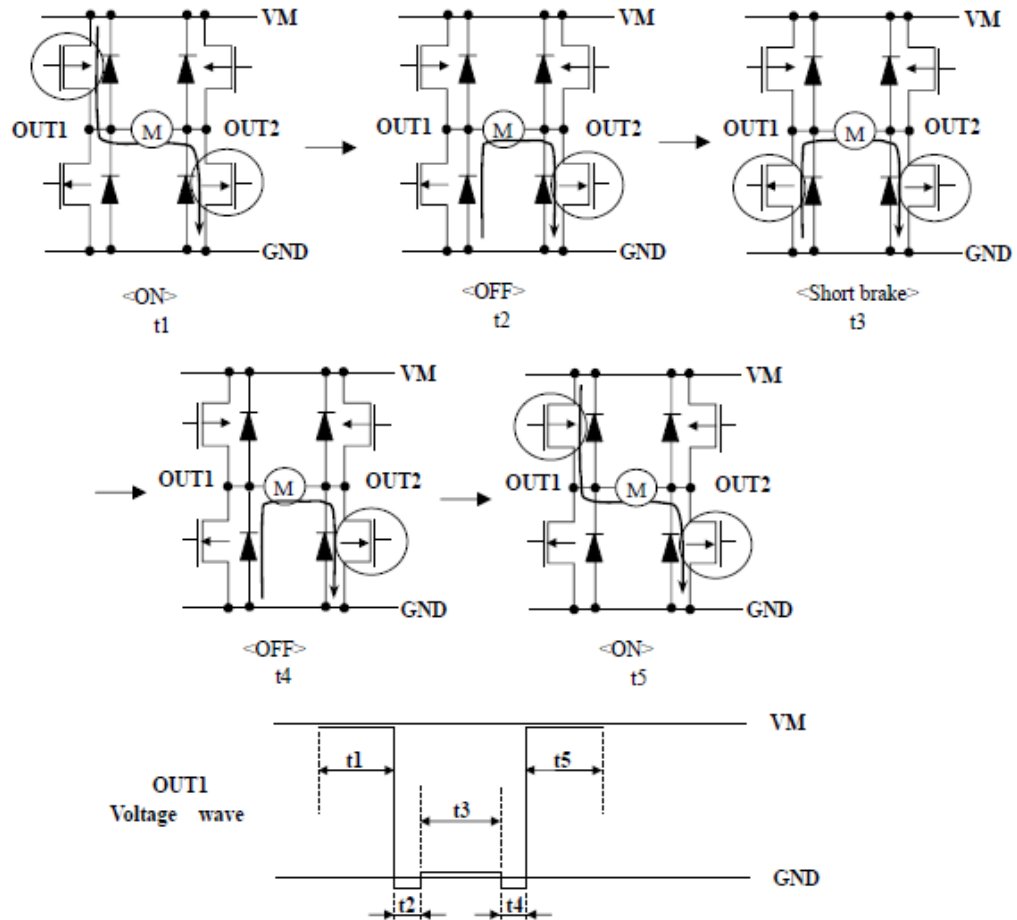 VM VM VM
OUT1 M OUT2 OUT1 M OUT2 OUT1 M OUT2
GND GND GND
<ON> <OFF> <Short brake>
t1 t2 t3
VM VM
OUT1 M OUT2 OUT1 M OUT2
GND GND
<OFF> <ON>
t4 t5
VM
t1 t5
OUT1 t3
Voltage wave
GND
t2 t4